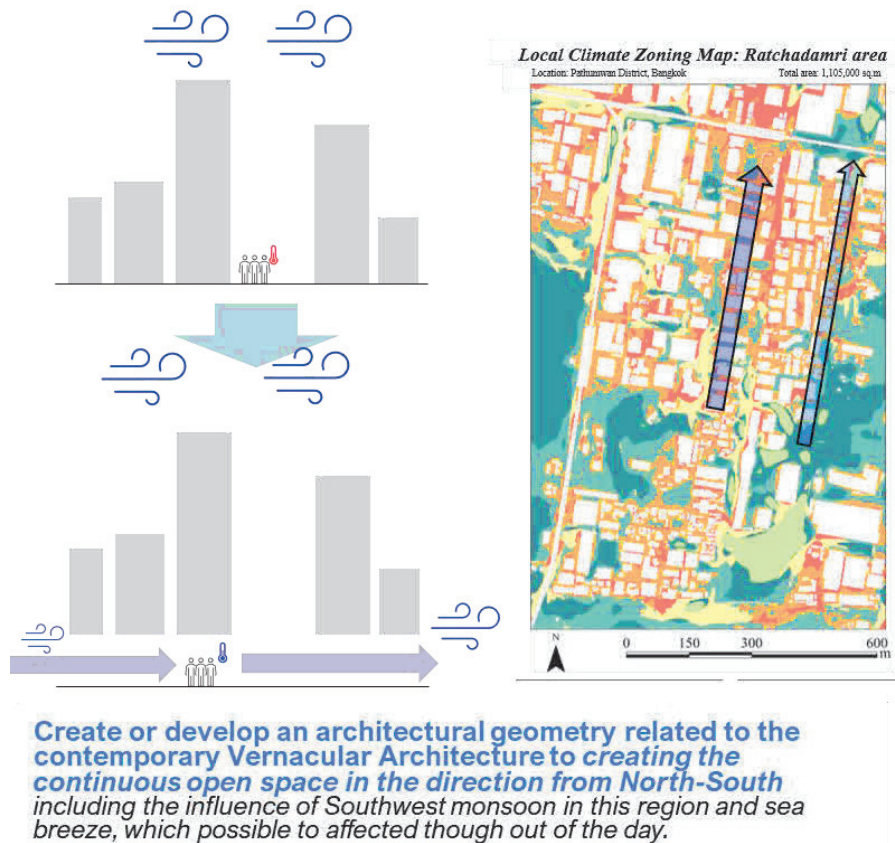 Local Climate Zoning Map: Ratchadamri area
Location: Pathumwan District, Bangkok Total area: 1,105,000 sq.m
N
0 150 300 600
m
Create or develop an architectural geometry related to the
contemporary Vernacular Architecture to creating the
continuous open space in the direction from North-South
including the influence of Southwest monsoon in this region and sea
breeze, which possible to affected though out of the day.